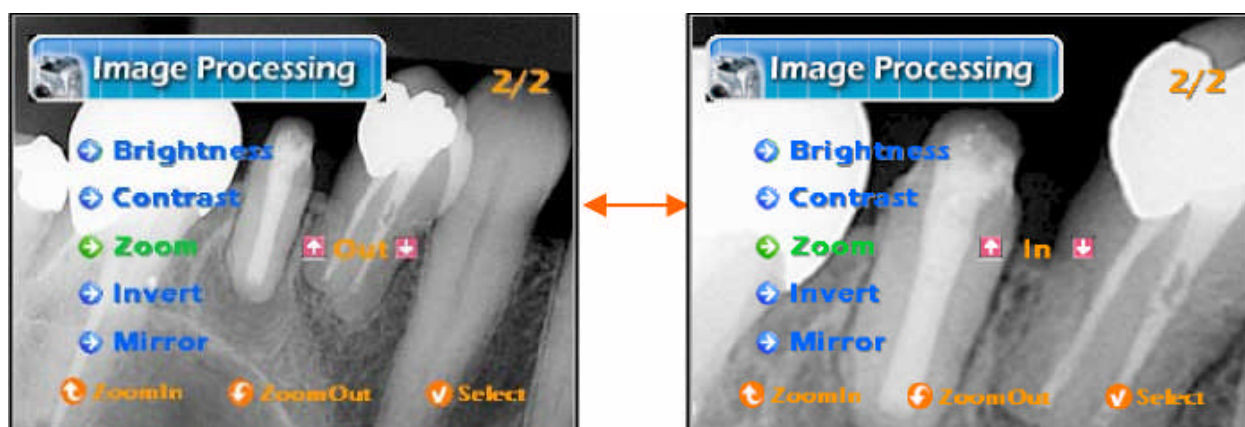 Image Processing
2/2
Brightness
Contrast
Zoom
Out
Invert
Mirror
ZoomIn ZoomOut Select
Image Processing
2/2
Brightness
Contrast
Zoom
In
Invert
Mirror
ZoomIn ZoomOut Select